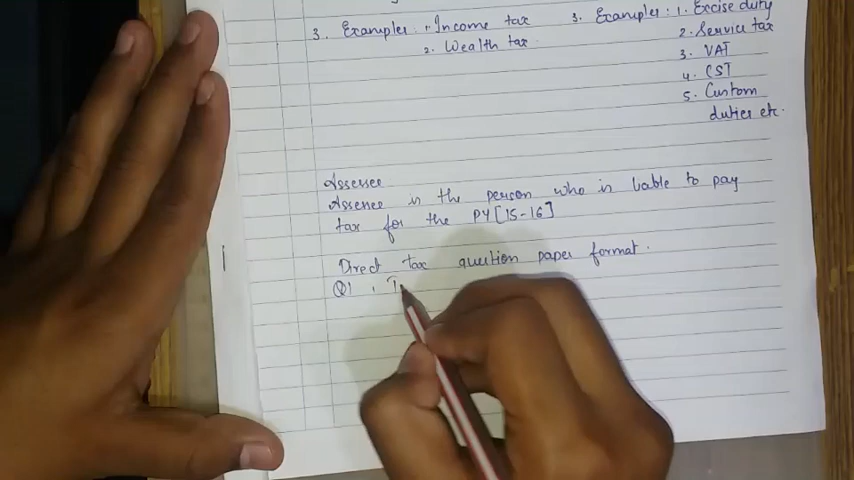 3. Examples: 1. Income tax
2. Wealth tax
3. Examples: 1. Excise duty
2. Service tax
3. VAT
4. CST
5. Custom
duties etc.
Assessee
Assessee is the person who is liable to pay
tax for the PY [15-16]
Direct tax question paper format.
Q1 . T